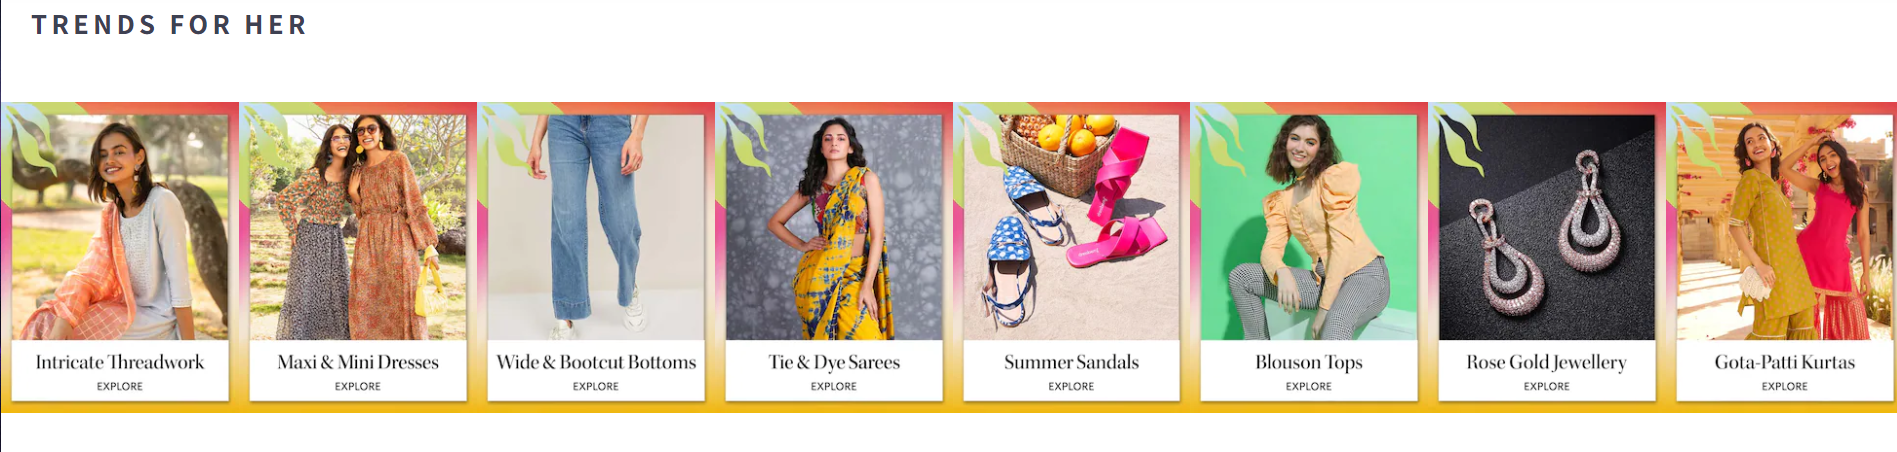 TRENDS FOR HER
Intricate Threadwork
EXPLORE
Maxi & Mini Dresses
EXPLORE
Wide & Bootcut Bottoms
EXPLORE
Tie & Dye Sarees
EXPLORE
Summer Sandals
EXPLORE
Blouson Tops
EXPLORE
Rose Gold Jewellery
EXPLORE
Gota-Patti Kurtas
EXPLORE